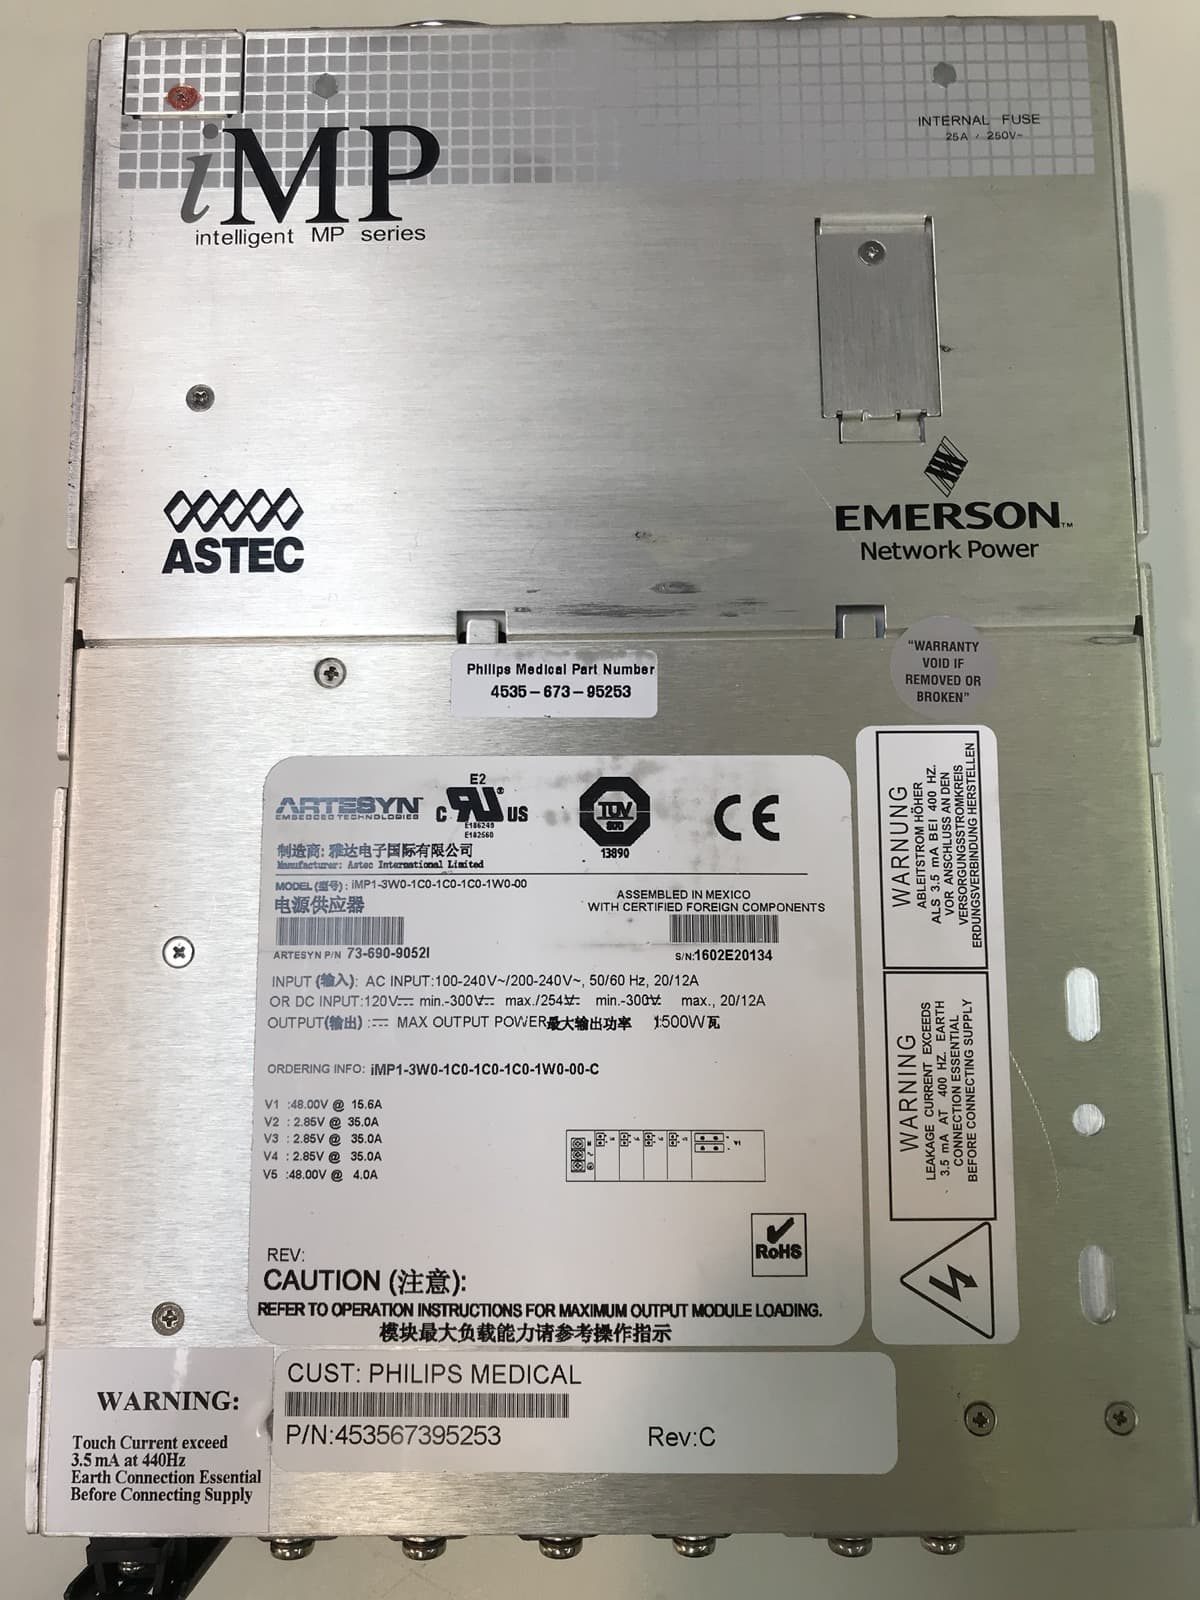 INTERNAL FUSE
25A / 250V~
iMP
intelligent MP series
ASTEC
EMERSON™
Network Power
"WARRANTY
VOID IF
REMOVED OR
BROKEN"
Philips Medical Part Number
4535-673-95253
ARTESYN
EMBEDDED TECHNOLOGIES
E2
C RU® US
E186249
E182560
TÜV
SÜD
13890
CE
制造商: 雅达电子国际有限公司
Manufacturer: Astec International Limited
MODEL (型号): iMP1-3W0-1C0-1C0-1C0-1W0-00
电源供应器
ARTESYN P/N 73-690-9052I
ASSEMBLED IN MEXICO
WITH CERTIFIED FOREIGN COMPONENTS
S/N:1602E20134
INPUT (输入): AC INPUT:100-240V~/200-240V~, 50/60 Hz, 20/12A
OR DC INPUT:120V⎓ min.-300V⎓ max./254V⎓ min.-300V⎓ max., 20/12A
OUTPUT(输出) :⎓ MAX OUTPUT POWER最大输出功率 1500W瓦
ORDERING INFO: iMP1-3W0-1C0-1C0-1C0-1W0-00-C
V1 :48.00V @ 15.6A
V2 : 2.85V @ 35.0A
V3 : 2.85V @ 35.0A
V4 : 2.85V @ 35.0A
V5 :48.00V @ 4.0A
RoHS
REV:
CAUTION (注意):
REFER TO OPERATION INSTRUCTIONS FOR MAXIMUM OUTPUT MODULE LOADING.
模块最大负载能力请参考操作指示
WARNUNG
ABLEITSTROM HÖHER
ALS 3.5 mA BEI 400 HZ.
VOR ANSCHLUSS AN DEN
VERSORGUNGSSTROMKREIS
ERDUNGSVERBINDUNG HERSTELLEN
WARNING
LEAKAGE CURRENT EXCEEDS
3.5 mA AT 400 HZ. EARTH
CONNECTION ESSENTIAL
BEFORE CONNECTING SUPPLY
WARNING:
Touch Current exceed
3.5 mA at 440Hz
Earth Connection Essential
Before Connecting Supply
CUST: PHILIPS MEDICAL
P/N:453567395253
Rev:C